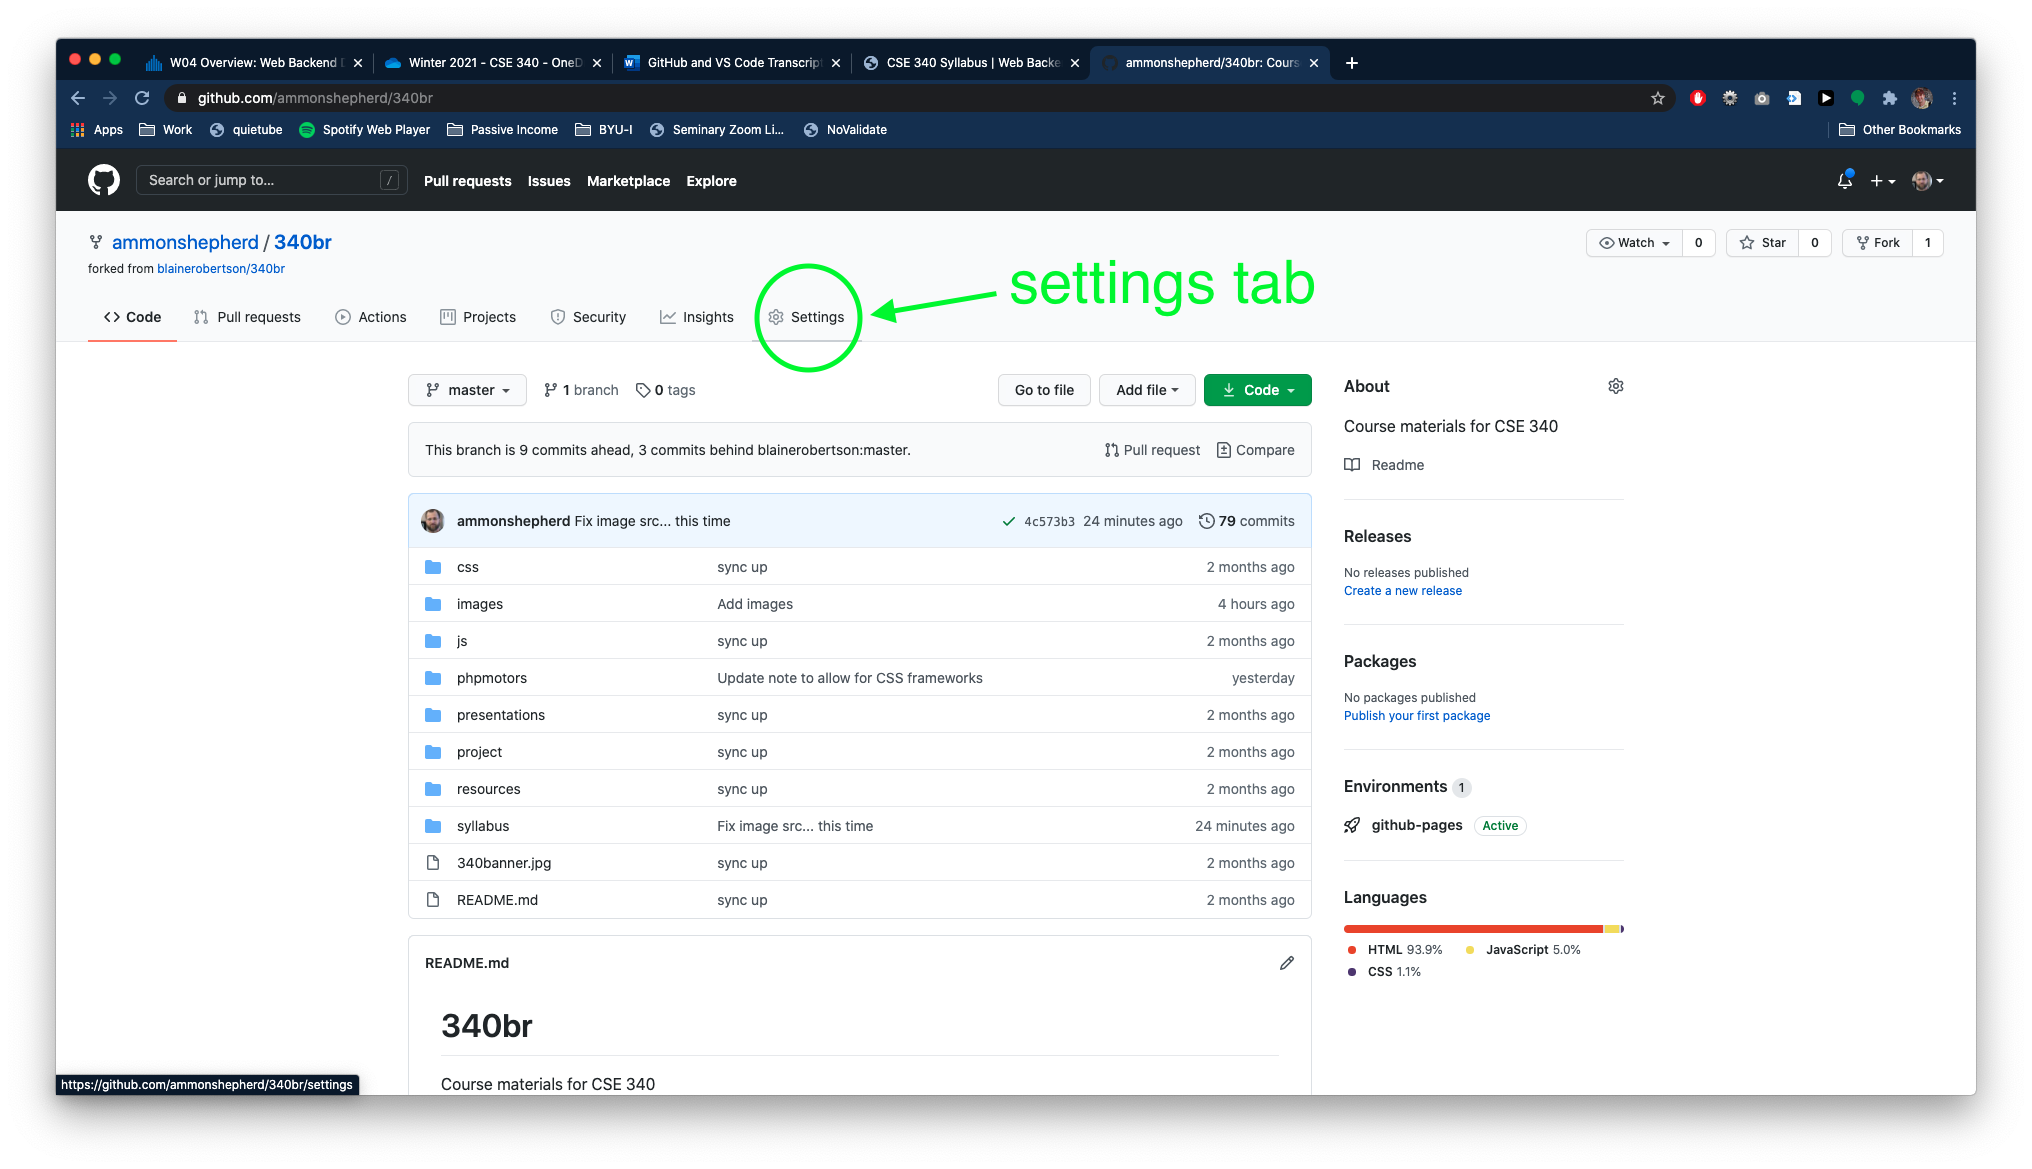 W04 Overview: Web Backend D
Winter 2021 - CSE 340 - OneD
GitHub and VS Code Transcript
CSE 340 Syllabus | Web Backe
ammonshepherd/340br: Cours
github.com/ammonshepherd/340br
Apps Work quietube Spotify Web Player Passive Income BYU-I Seminary Zoom Li... NoValidate Other Bookmarks
Search or jump to... /
Pull requests Issues Marketplace Explore
ammonshepherd / 340br
Watch 0 Star 0 Fork 1
forked from blainerobertson/340br
settings tab
Code Pull requests Actions Projects Security Insights Settings
master 1 branch 0 tags Go to file Add file Code
This branch is 9 commits ahead, 3 commits behind blainerobertson:master. Pull request Compare
ammonshepherd Fix image src... this time 4c573b3 24 minutes ago 79 commits
css sync up 2 months ago
images Add images 4 hours ago
js sync up 2 months ago
phpmotors Update note to allow for CSS frameworks yesterday
presentations sync up 2 months ago
project sync up 2 months ago
resources sync up 2 months ago
syllabus Fix image src... this time 24 minutes ago
340banner.jpg sync up 2 months ago
README.md sync up 2 months ago
README.md
340br
Course materials for CSE 340
About
Course materials for CSE 340
Readme
Releases
No releases published
Create a new release
Packages
No packages published
Publish your first package
Environments 1
github-pages Active
Languages
HTML 93.9% JavaScript 5.0%
CSS 1.1%
https://github.com/ammonshepherd/340br/settings